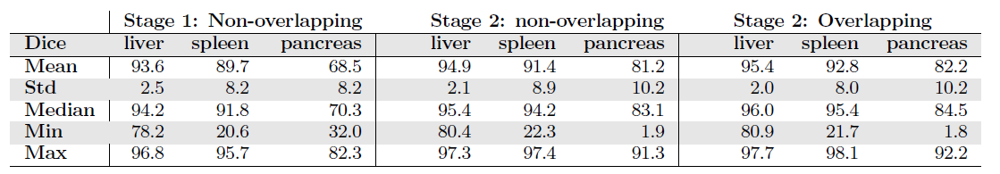 Stage 1: Non-overlapping Stage 2: non-overlapping Stage 2: Overlapping
Dice liver spleen pancreas liver spleen pancreas liver spleen pancreas
Mean 93.6 89.7 68.5 94.9 91.4 81.2 95.4 92.8 82.2
Std 2.5 8.2 8.2 2.1 8.9 10.2 2.0 8.0 10.2
Median 94.2 91.8 70.3 95.4 94.2 83.1 96.0 95.4 84.5
Min 78.2 20.6 32.0 80.4 22.3 1.9 80.9 21.7 1.8
Max 96.8 95.7 82.3 97.3 97.4 91.3 97.7 98.1 92.2